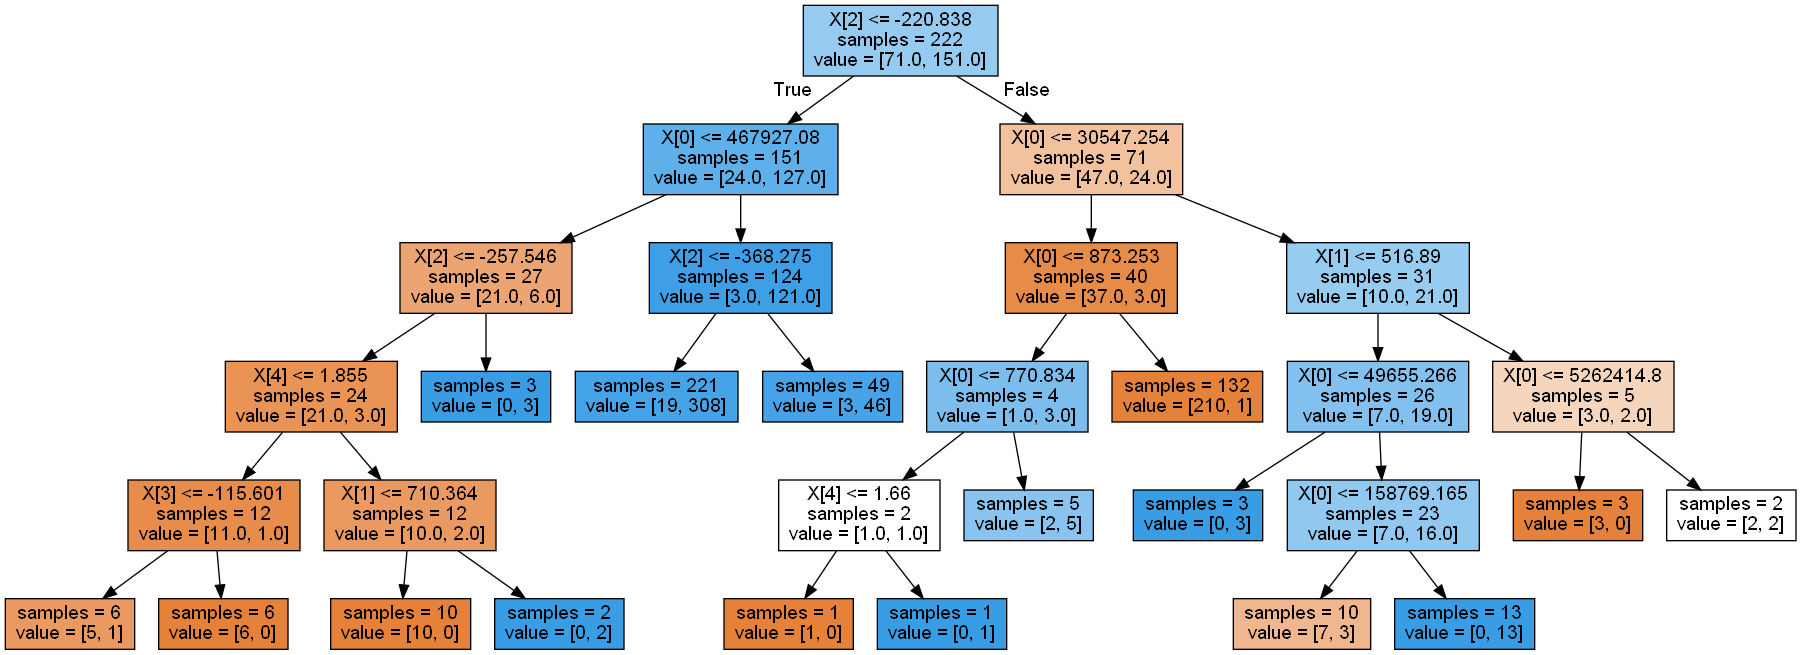 X[2] <= -220.838
samples = 222
value = [71.0, 151.0]
True
False
X[0] <= 467927.08
samples = 151
value = [24.0, 127.0]
X[0] <= 30547.254
samples = 71
value = [47.0, 24.0]
X[2] <= -257.546
samples = 27
value = [21.0, 6.0]
X[2] <= -368.275
samples = 124
value = [3.0, 121.0]
X[0] <= 873.253
samples = 40
value = [37.0, 3.0]
X[1] <= 516.89
samples = 31
value = [10.0, 21.0]
X[4] <= 1.855
samples = 24
value = [21.0, 3.0]
samples = 3
value = [0, 3]
samples = 221
value = [19, 308]
samples = 49
value = [3, 46]
X[0] <= 770.834
samples = 4
value = [1.0, 3.0]
samples = 132
value = [210, 1]
X[0] <= 49655.266
samples = 26
value = [7.0, 19.0]
X[0] <= 5262414.8
samples = 5
value = [3.0, 2.0]
X[3] <= -115.601
samples = 12
value = [11.0, 1.0]
X[1] <= 710.364
samples = 12
value = [10.0, 2.0]
X[4] <= 1.66
samples = 2
value = [1.0, 1.0]
samples = 5
value = [2, 5]
samples = 3
value = [0, 3]
X[0] <= 158769.165
samples = 23
value = [7.0, 16.0]
samples = 3
value = [3, 0]
samples = 2
value = [2, 2]
samples = 6
value = [5, 1]
samples = 6
value = [6, 0]
samples = 10
value = [10, 0]
samples = 2
value = [0, 2]
samples = 1
value = [1, 0]
samples = 1
value = [0, 1]
samples = 10
value = [7, 3]
samples = 13
value = [0, 13]